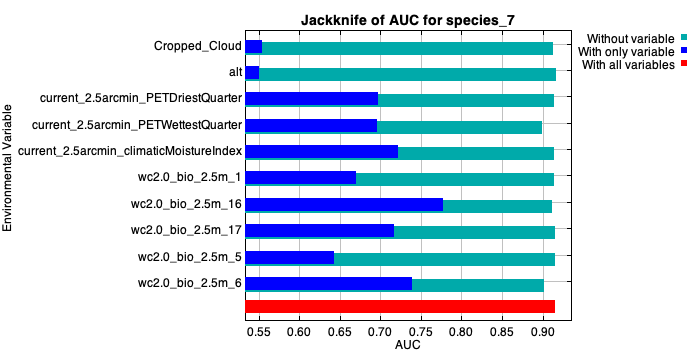 Jackknife of AUC for species_7
Without variable
With only variable
With all variables
Environmental Variable
Cropped_Cloud
alt
current_2.5arcmin_PETDriestQuarter
current_2.5arcmin_PETWettestQuarter
current_2.5arcmin_climaticMoistureIndex
wc2.0_bio_2.5m_1
wc2.0_bio_2.5m_16
wc2.0_bio_2.5m_17
wc2.0_bio_2.5m_5
wc2.0_bio_2.5m_6
0.55 0.60 0.65 0.70 0.75 0.80 0.85 0.90
AUC